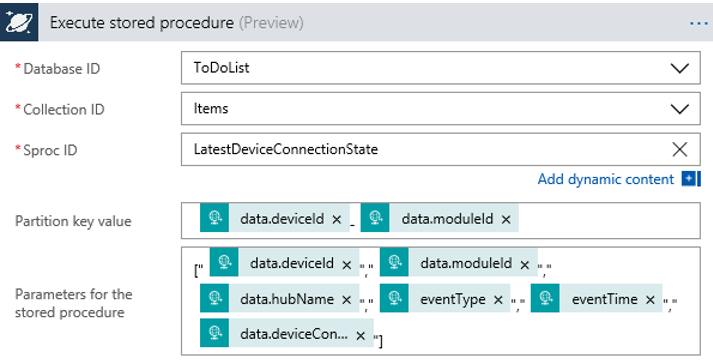 Execute stored procedure (Preview) ...
* Database ID ToDoList
* Collection ID Items
* Sproc ID LatestDeviceConnectionState
Add dynamic content
Partition key value data.deviceId × - data.moduleId ×
Parameters for the stored procedure [" data.deviceId × "," data.moduleId × ","
data.hubName × "," eventType × "," eventTime × ","
data.deviceCon... × "]